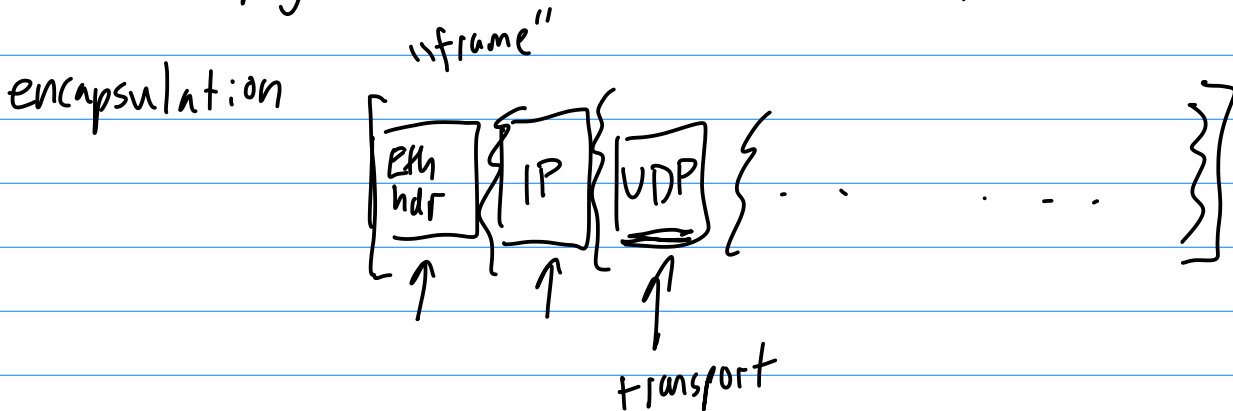 "frame"
encapsulation
eth
hdr
IP
UDP
transport